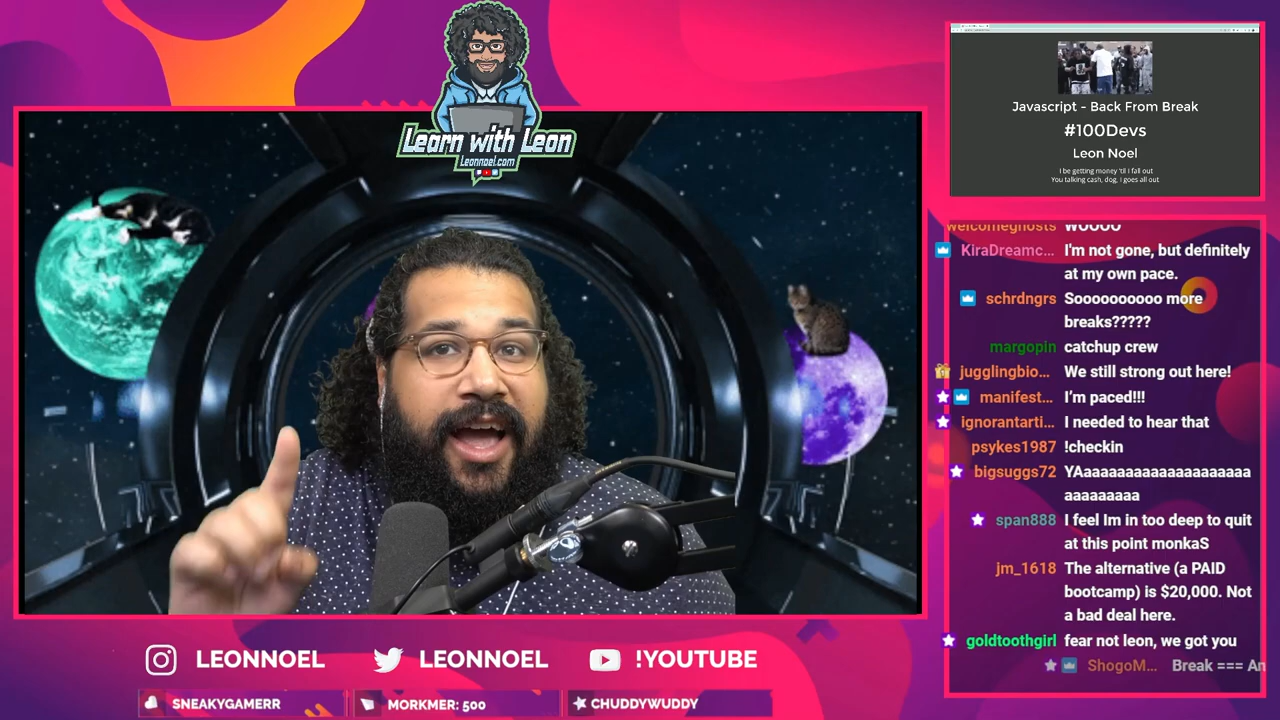 Learn with Leon
Leonnoel.com
Javascript - Back From Break
#100Devs
Leon Noel
I be getting money 'til I fall out
You talking cash, dog, I goes all out
welcomeghosts WOOOO
KiraDreamc... I'm not gone, but definitely
at my own pace.
schrdngrs Soooooooooo more
breaks?????
margopin catchup crew
jugglingbio... We still strong out here!
manifest... I'm paced!!!
ignorantarti... I needed to hear that
psykes1987 !checkin
bigsuggs72 YAaaaaaaaaaaaaaaaaaaa
aaaaaaaaa
span888 I feel Im in too deep to quit
at this point monkaS
jm_1618 The alternative (a PAID
bootcamp) is $20,000. Not
a bad deal here.
goldtoothgirl fear not leon, we got you
ShogoM... Break === An
LEONNOEL LEONNOEL !YOUTUBE
SNEAKYGAMERR MORKMER: 500 CHUDDYWUDDY